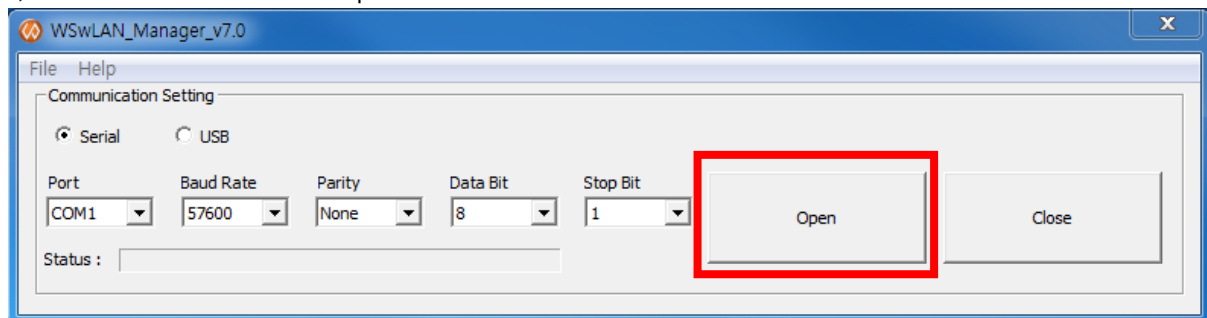 WSwLAN_Manager_v7.0
x
File Help
Communication Setting
Serial USB
Port Baud Rate Parity Data Bit Stop Bit
COM1 57600 None 8 1 Open Close
Status :